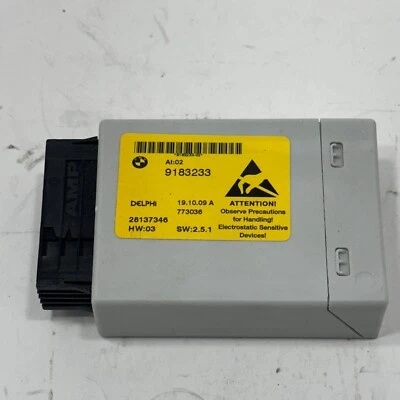 AI:02
9183233
DELPHI 19.10.09 A
773036
28137346
HW:03 SW:2.5.1
ATTENTION!
Observe Precautions
for Handling!
Electrostatic Sensitive
Devices!
AMP